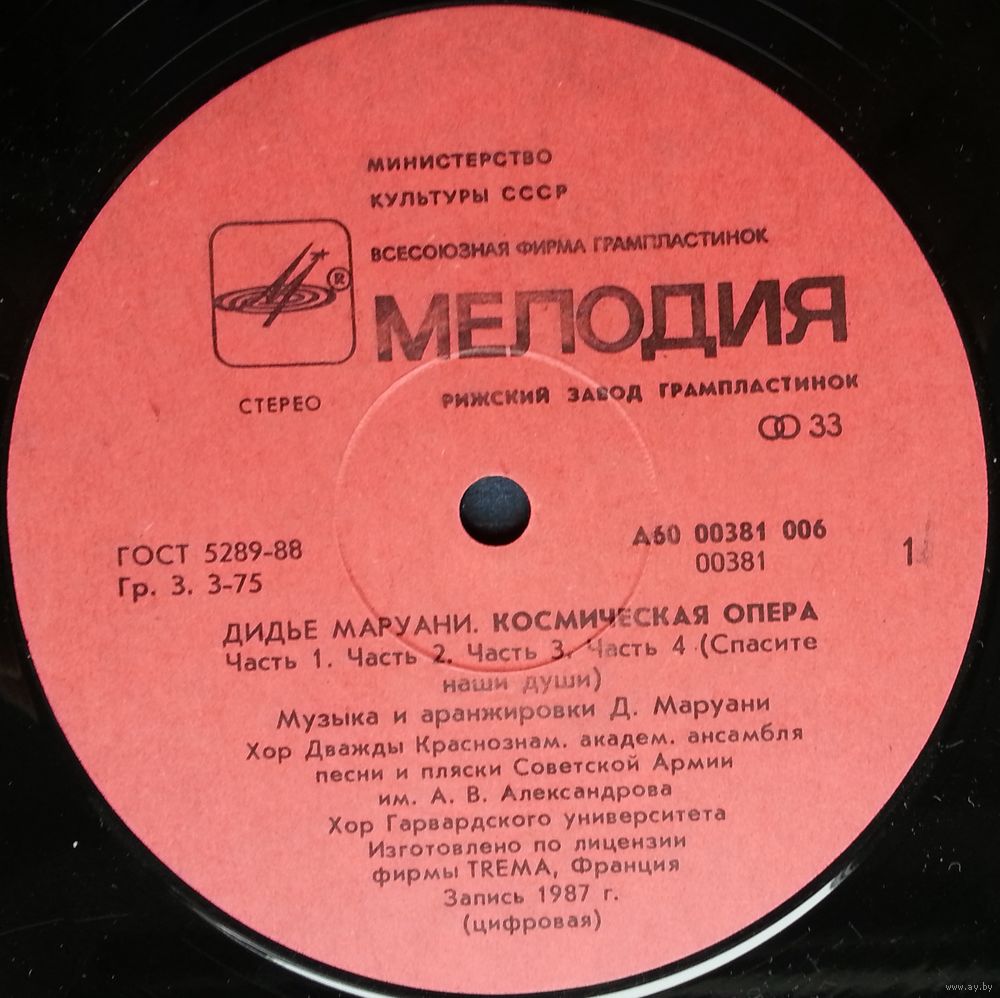 МИНИСТЕРСТВО
КУЛЬТУРЫ СССР
ВСЕСОЮЗНАЯ ФИРМА ГРАМПЛАСТИНОК
®
МЕЛОДИЯ
СТЕРЕО
РИЖСКИЙ ЗАВОД ГРАМПЛАСТИНОК
33
ГОСТ 5289-88
Гр. 3. 3-75
А60 00381 006
00381
1
ДИДЬЕ МАРУАНИ. КОСМИЧЕСКАЯ ОПЕРА
Часть 1. Часть 2. Часть 3. Часть 4 (Спасите
наши души)
Музыка и аранжировки Д. Маруани
Хор Дважды Краснознам. академ. ансамбля
песни и пляски Советской Армии
им. А. В. Александрова
Хор Гарвардского университета
Изготовлено по лицензии
фирмы TREMA, Франция
Запись 1987 г.
(цифровая)
www.ay.by